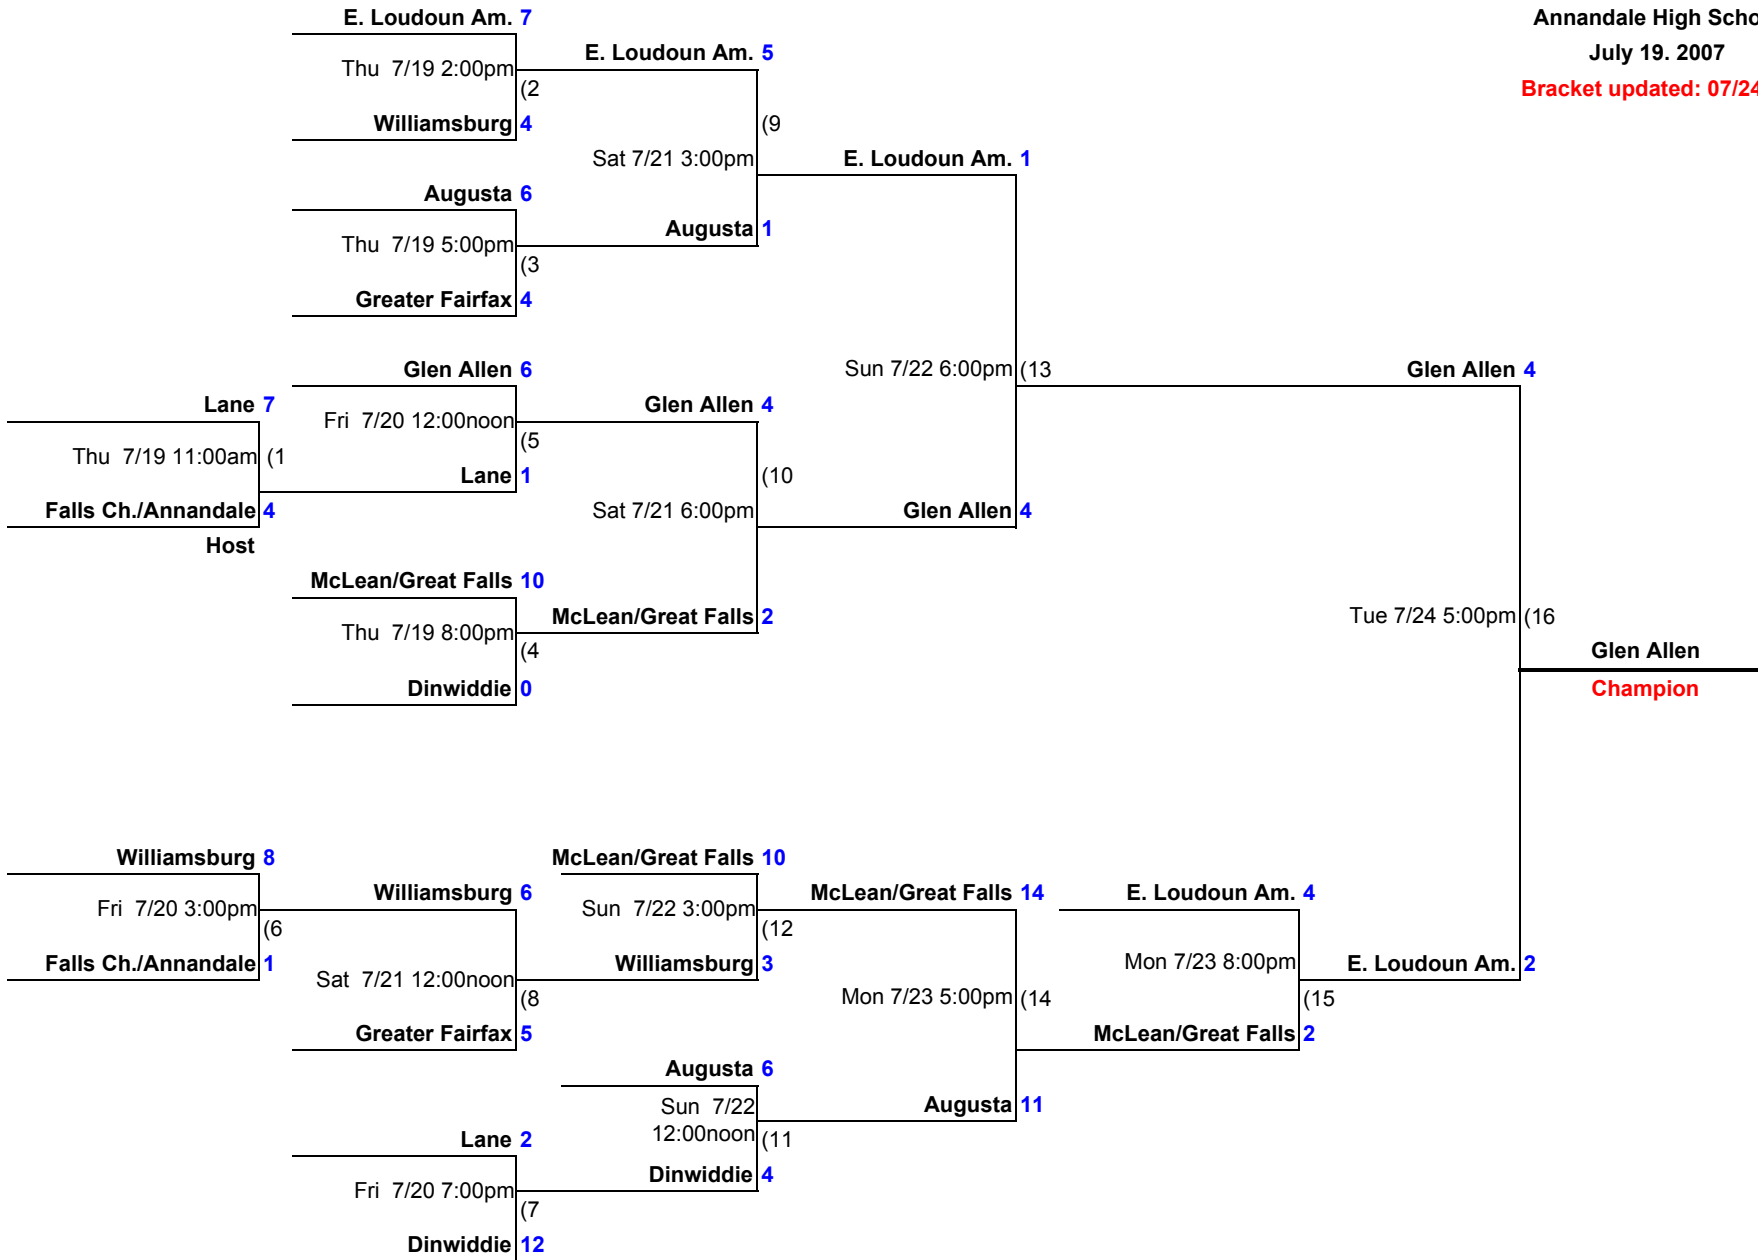 E. Loudoun Am. 7
Annandale High Scho
E. Loudoun Am. 5
July 19. 2007
Thu 7/19 2:00pm
(2
Bracket updated: 07/24
Williamsburg 4
(9
Sat 7/21 3:00pm
E. Loudoun Am. 1
Augusta 6
Augusta 1
Thu 7/19 5:00pm
(3
Greater Fairfax 4
Glen Allen 6
Sun 7/22 6:00pm (13
Glen Allen 4
Lane 7
Glen Allen 4
Fri 7/20 12:00noon
(5
Thu 7/19 11:00am (1
Lane 1
(10
Falls Ch./Annandale 4
Sat 7/21 6:00pm
Glen Allen 4
Host
McLean/Great Falls 10
McLean/Great Falls 2
Tue 7/24 5:00pm (16
Thu 7/19 8:00pm
(4
Glen Allen
Dinwiddie 0
Champion
Williamsburg 8
McLean/Great Falls 10
Williamsburg 6
McLean/Great Falls 14
E. Loudoun Am. 4
Fri 7/20 3:00pm
(6
Sun 7/22 3:00pm
(12
Falls Ch./Annandale 1
Williamsburg 3
Mon 7/23 8:00pm
E. Loudoun Am. 2
Sat 7/21 12:00noon
(8
Mon 7/23 5:00pm (14
(15
Greater Fairfax 5
McLean/Great Falls 2
Augusta 6
Sun 7/22
12:00noon (11
Augusta 11
Lane 2
Dinwiddie 4
Fri 7/20 7:00pm
(7
Dinwiddie 12